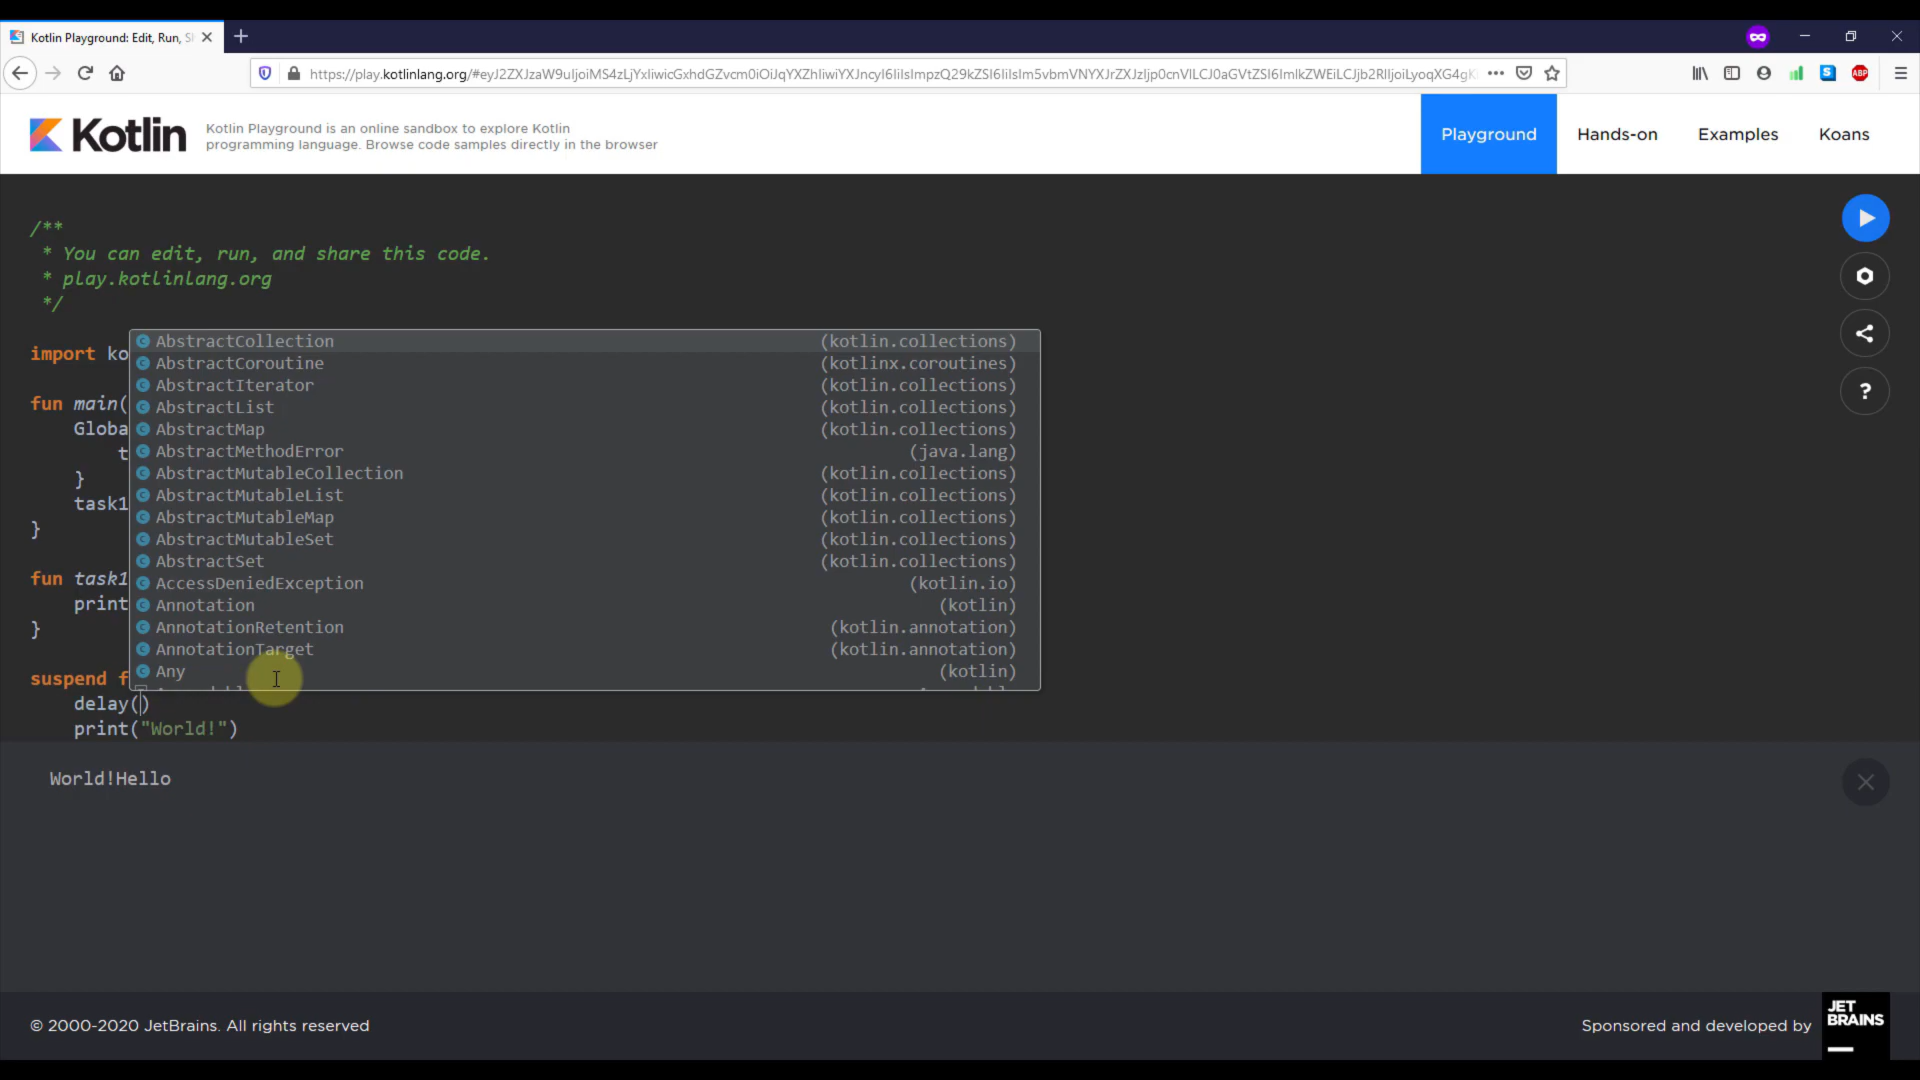 Kotlin Playground: Edit, Run, S
https://play.kotlinlang.org/#eyJ2ZXJzaW9uIjoiMS4zLjYxIiwicGxhdGZvcm0iOiJqYXZhIiwiYXJncyI6IiIsImpzQ29kZSI6IiIsIm5vbmVNYXJrZXJzIjp0cnVlLCJ0aGVtZSI6ImlkZWEiLCJjb2RlIjoiLyoqXG4gK
ABP
Kotlin
Kotlin Playground is an online sandbox to explore Kotlin
programming language. Browse code samples directly in the browser
Playground
Hands-on
Examples
Koans
/**
* You can edit, run, and share this code.
* play.kotlinlang.org
*/
import ko
fun main(
Globa
t
}
task1
}
fun task1
print
}
suspend f
delay()
print("World!")
AbstractCollection (kotlin.collections)
AbstractCoroutine (kotlinx.coroutines)
AbstractIterator (kotlin.collections)
AbstractList (kotlin.collections)
AbstractMap (kotlin.collections)
AbstractMethodError (java.lang)
AbstractMutableCollection (kotlin.collections)
AbstractMutableList (kotlin.collections)
AbstractMutableMap (kotlin.collections)
AbstractMutableSet (kotlin.collections)
AbstractSet (kotlin.collections)
AccessDeniedException (kotlin.io)
Annotation (kotlin)
AnnotationRetention (kotlin.annotation)
AnnotationTarget (kotlin.annotation)
Any (kotlin)
World!Hello
© 2000-2020 JetBrains. All rights reserved
Sponsored and developed by
JET
BRAINS